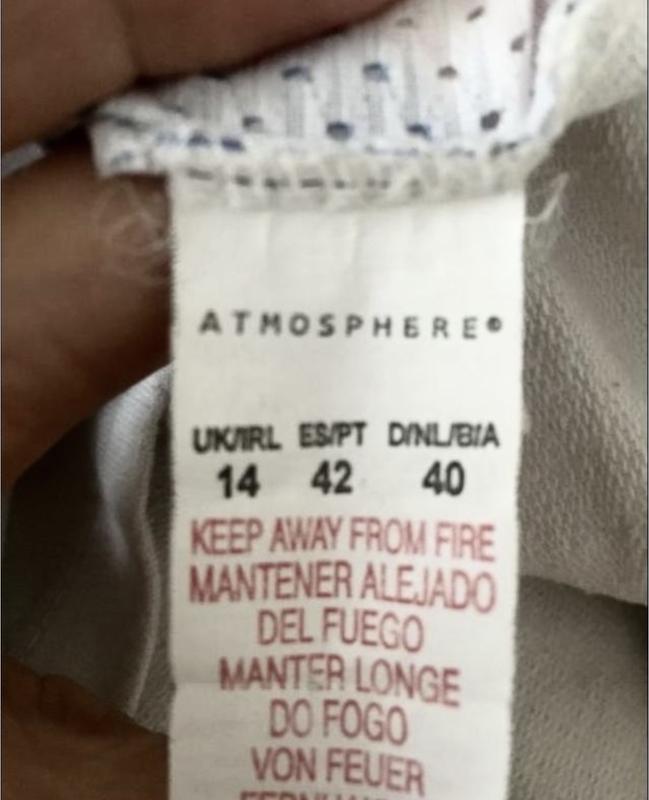 ATMOSPHERE®
UK/IRL ES/PT D/NL/B/A
14 42 40
KEEP AWAY FROM FIRE
MANTENER ALEJADO
DEL FUEGO
MANTER LONGE
DO FOGO
VON FEUER